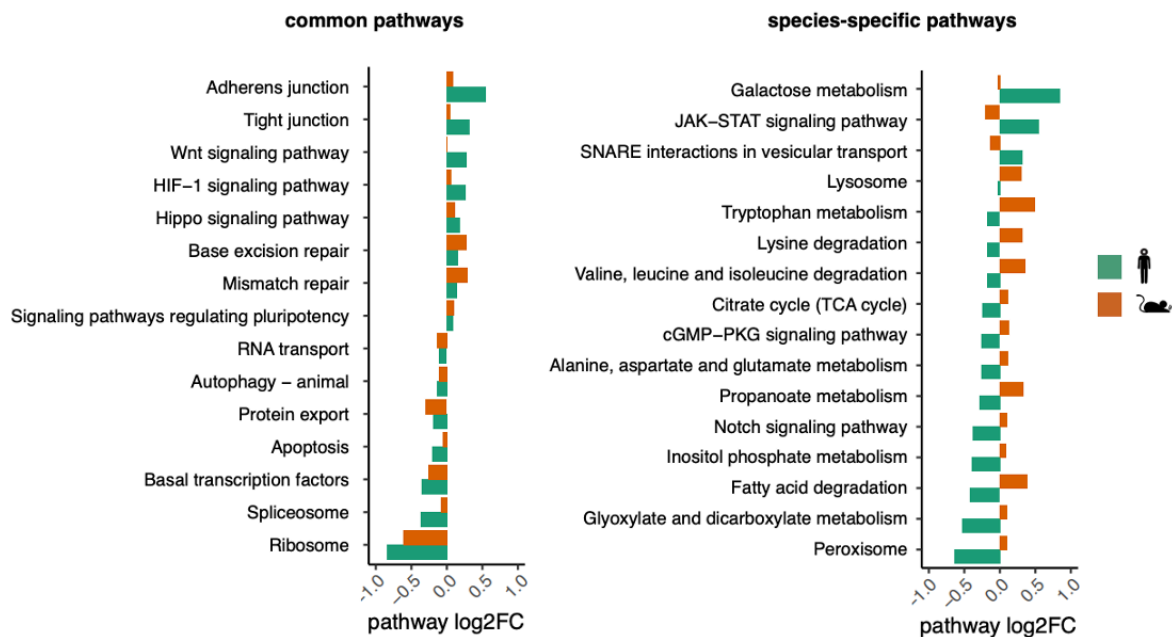 common pathways
Adherens junction
Tight junction
Wnt signaling pathway
HIF−1 signaling pathway
Hippo signaling pathway
Base excision repair
Mismatch repair
Signaling pathways regulating pluripotency
RNA transport
Autophagy − animal
Protein export
Apoptosis
Basal transcription factors
Spliceosome
Ribosome
-1.0
-0.5
0.0
0.5
1.0
pathway log2FC
species-specific pathways
Galactose metabolism
JAK−STAT signaling pathway
SNARE interactions in vesicular transport
Lysosome
Tryptophan metabolism
Lysine degradation
Valine, leucine and isoleucine degradation
Citrate cycle (TCA cycle)
cGMP−PKG signaling pathway
Alanine, aspartate and glutamate metabolism
Propanoate metabolism
Notch signaling pathway
Inositol phosphate metabolism
Fatty acid degradation
Glyoxylate and dicarboxylate metabolism
Peroxisome
-1.0
-0.5
0.0
0.5
1.0
pathway log2FC